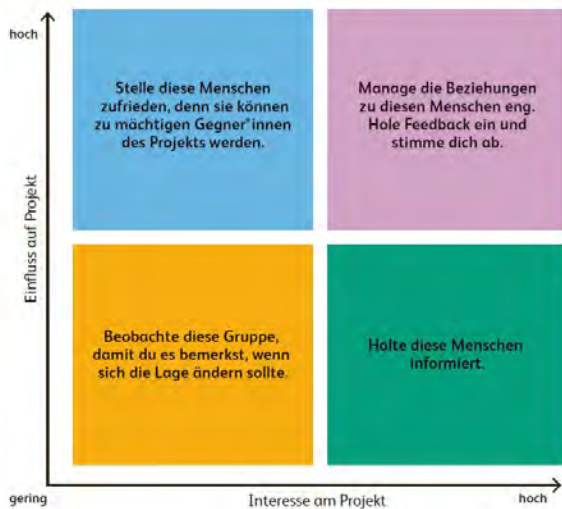 hoch
Stelle diese Menschen
zufrieden, denn sie können
zu mächtigen Gegner*innen
des Projekts werden.
Manage die Beziehungen
zu diesen Menschen eng.
Hole Feedback ein und
stimme dich ab.
Einfluss auf Projekt
Beobachte diese Gruppe,
damit du es bemerkst, wenn
sich die Lage ändern sollte.
Halte diese Menschen
informiert.
gering
Interesse am Projekt
hoch